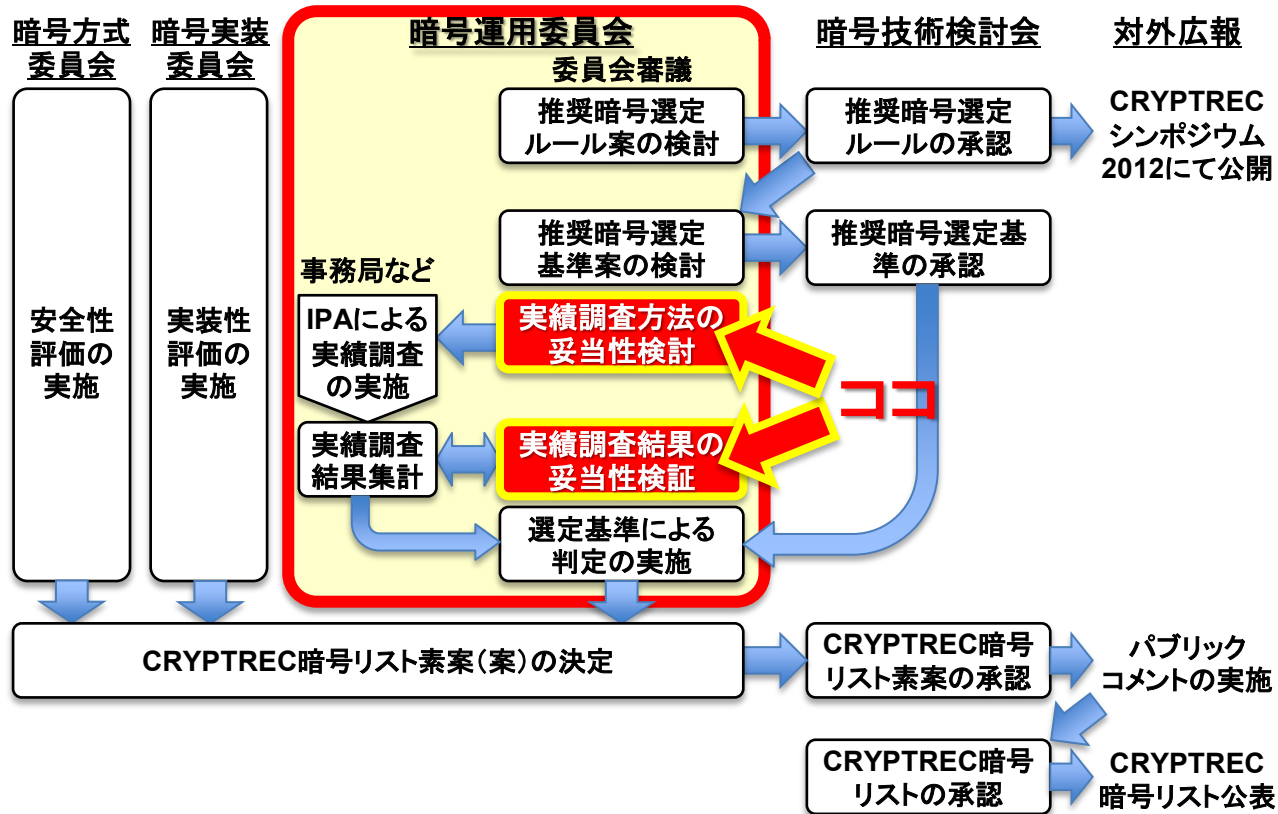 暗号方式
委員会
暗号実装
委員会
暗号運用委員会
暗号技術検討会
対外広報
委員会審議
推奨暗号選定
ルール案の検討
推奨暗号選定
ルールの承認
CRYPTREC
シンポジウム
2012にて公開
推奨暗号選定
基準案の検討
推奨暗号選定基
準の承認
事務局など
安全性
評価の
実施
実装性
評価の
実施
IPAによる
実績調査
の実施
実績調査方法の
妥当性検討
ココ
実績調査
結果集計
実績調査結果の
妥当性検証
選定基準による
判定の実施
CRYPTREC暗号リスト素案(案)の決定
CRYPTREC暗号
リスト素案の承認
パブリック
コメントの実施
CRYPTREC暗号
リストの承認
CRYPTREC
暗号リスト公表